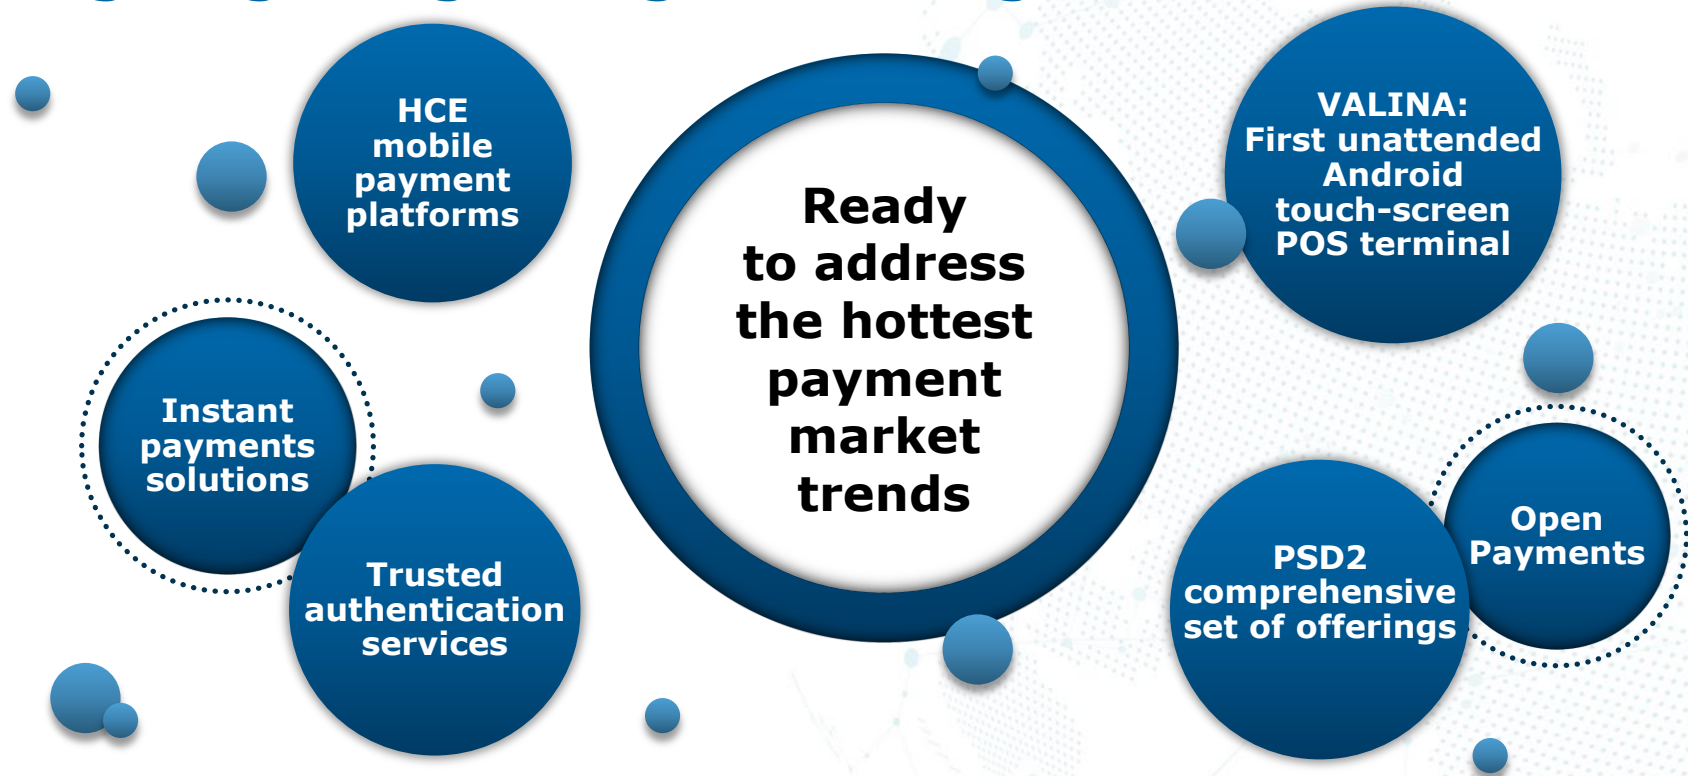 HCE
mobile
payment
platforms
Instant
payments
solutions
Trusted
authentication
services
Ready
to address
the hottest
payment
market
trends
VALINA:
First unattended
Android
touch-screen
POS terminal
PSD2
comprehensive
set of offerings
Open
Payments